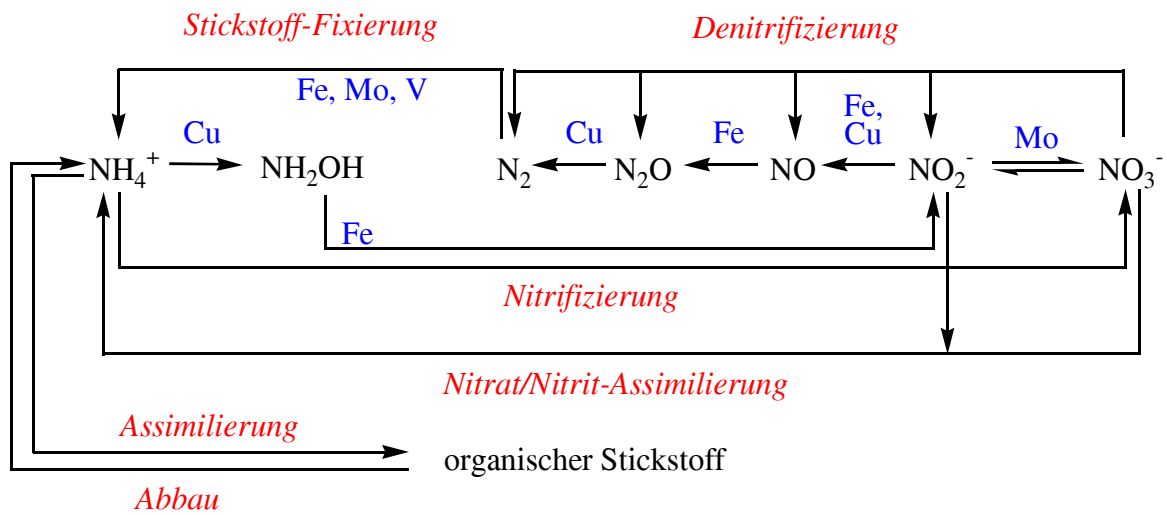 Stickstoff-Fixierung
Denitrifizierung
Fe, Mo, V
Cu
Cu
Fe
Fe,
Cu
Mo
NH₄⁺
NH₂OH
N₂
N₂O
NO
NO₂⁻
NO₃⁻
Fe
Nitrifizierung
Nitrat/Nitrit-Assimilierung
Assimilierung
organischer Stickstoff
Abbau